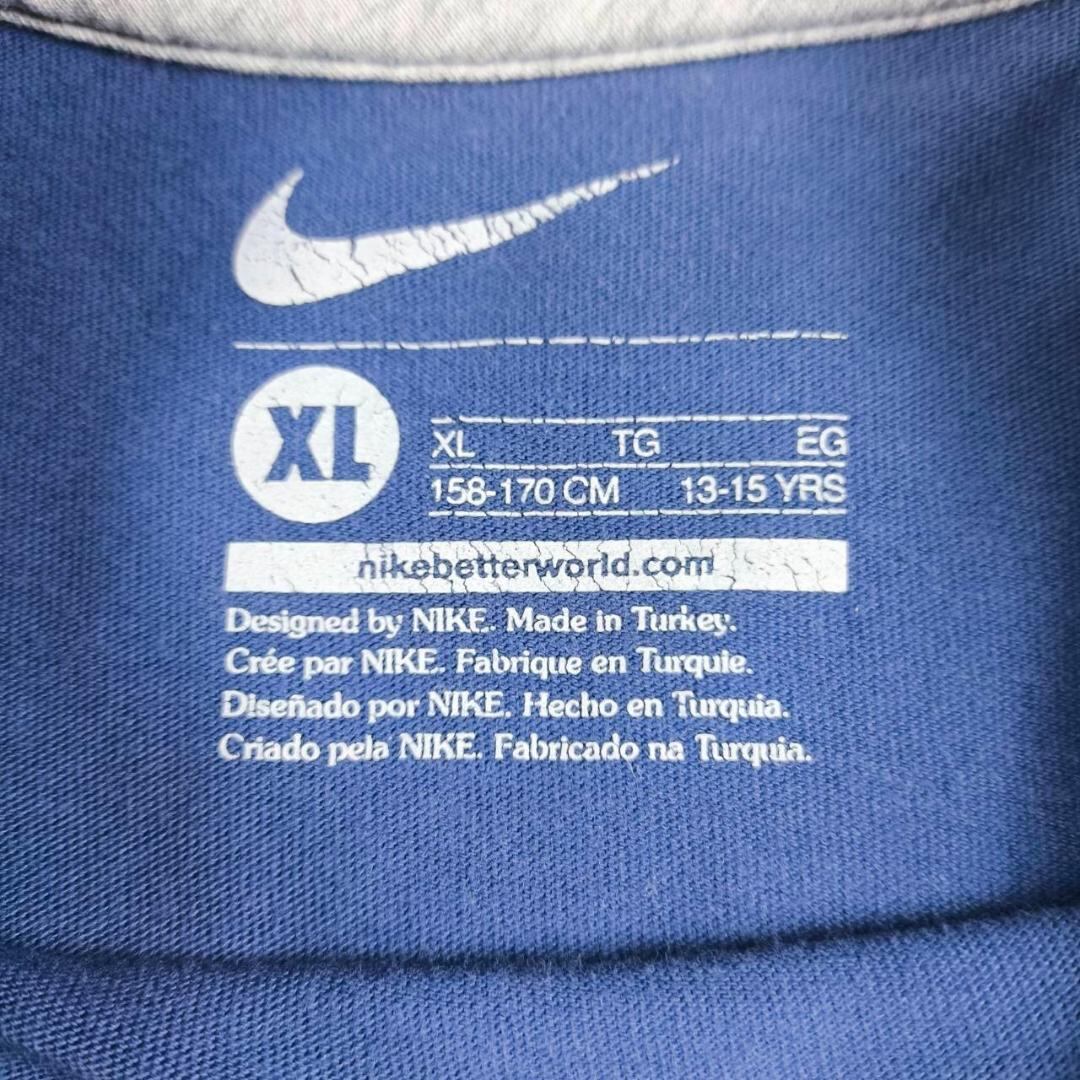 XL
XL TG EG
158-170 CM 13-15 YRS
nikebetterworld.com
Designed by NIKE. Made in Turkey.
Crée par NIKE. Fabrique en Turquie.
Diseñado por NIKE. Hecho en Turquia.
Criado pela NIKE. Fabricado na Turquia.